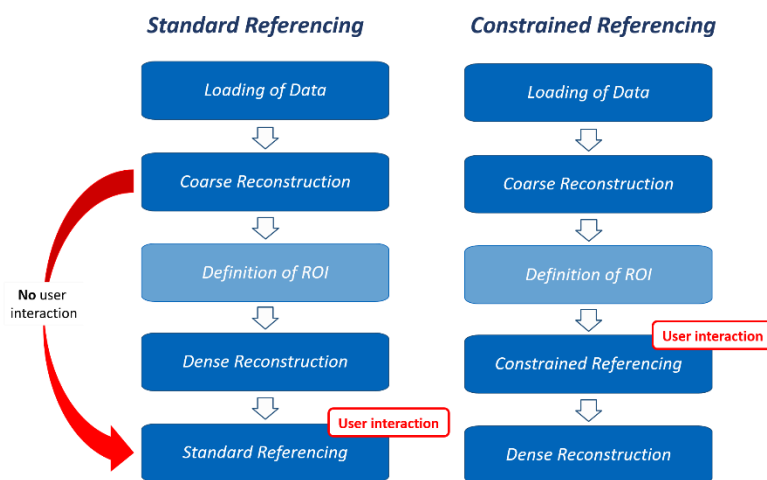 Standard Referencing
Loading of Data
Coarse Reconstruction
Definition of ROI
Dense Reconstruction
User interaction
Standard Referencing
No user
interaction
Constrained Referencing
Loading of Data
Coarse Reconstruction
Definition of ROI
User interaction
Constrained Referencing
Dense Reconstruction